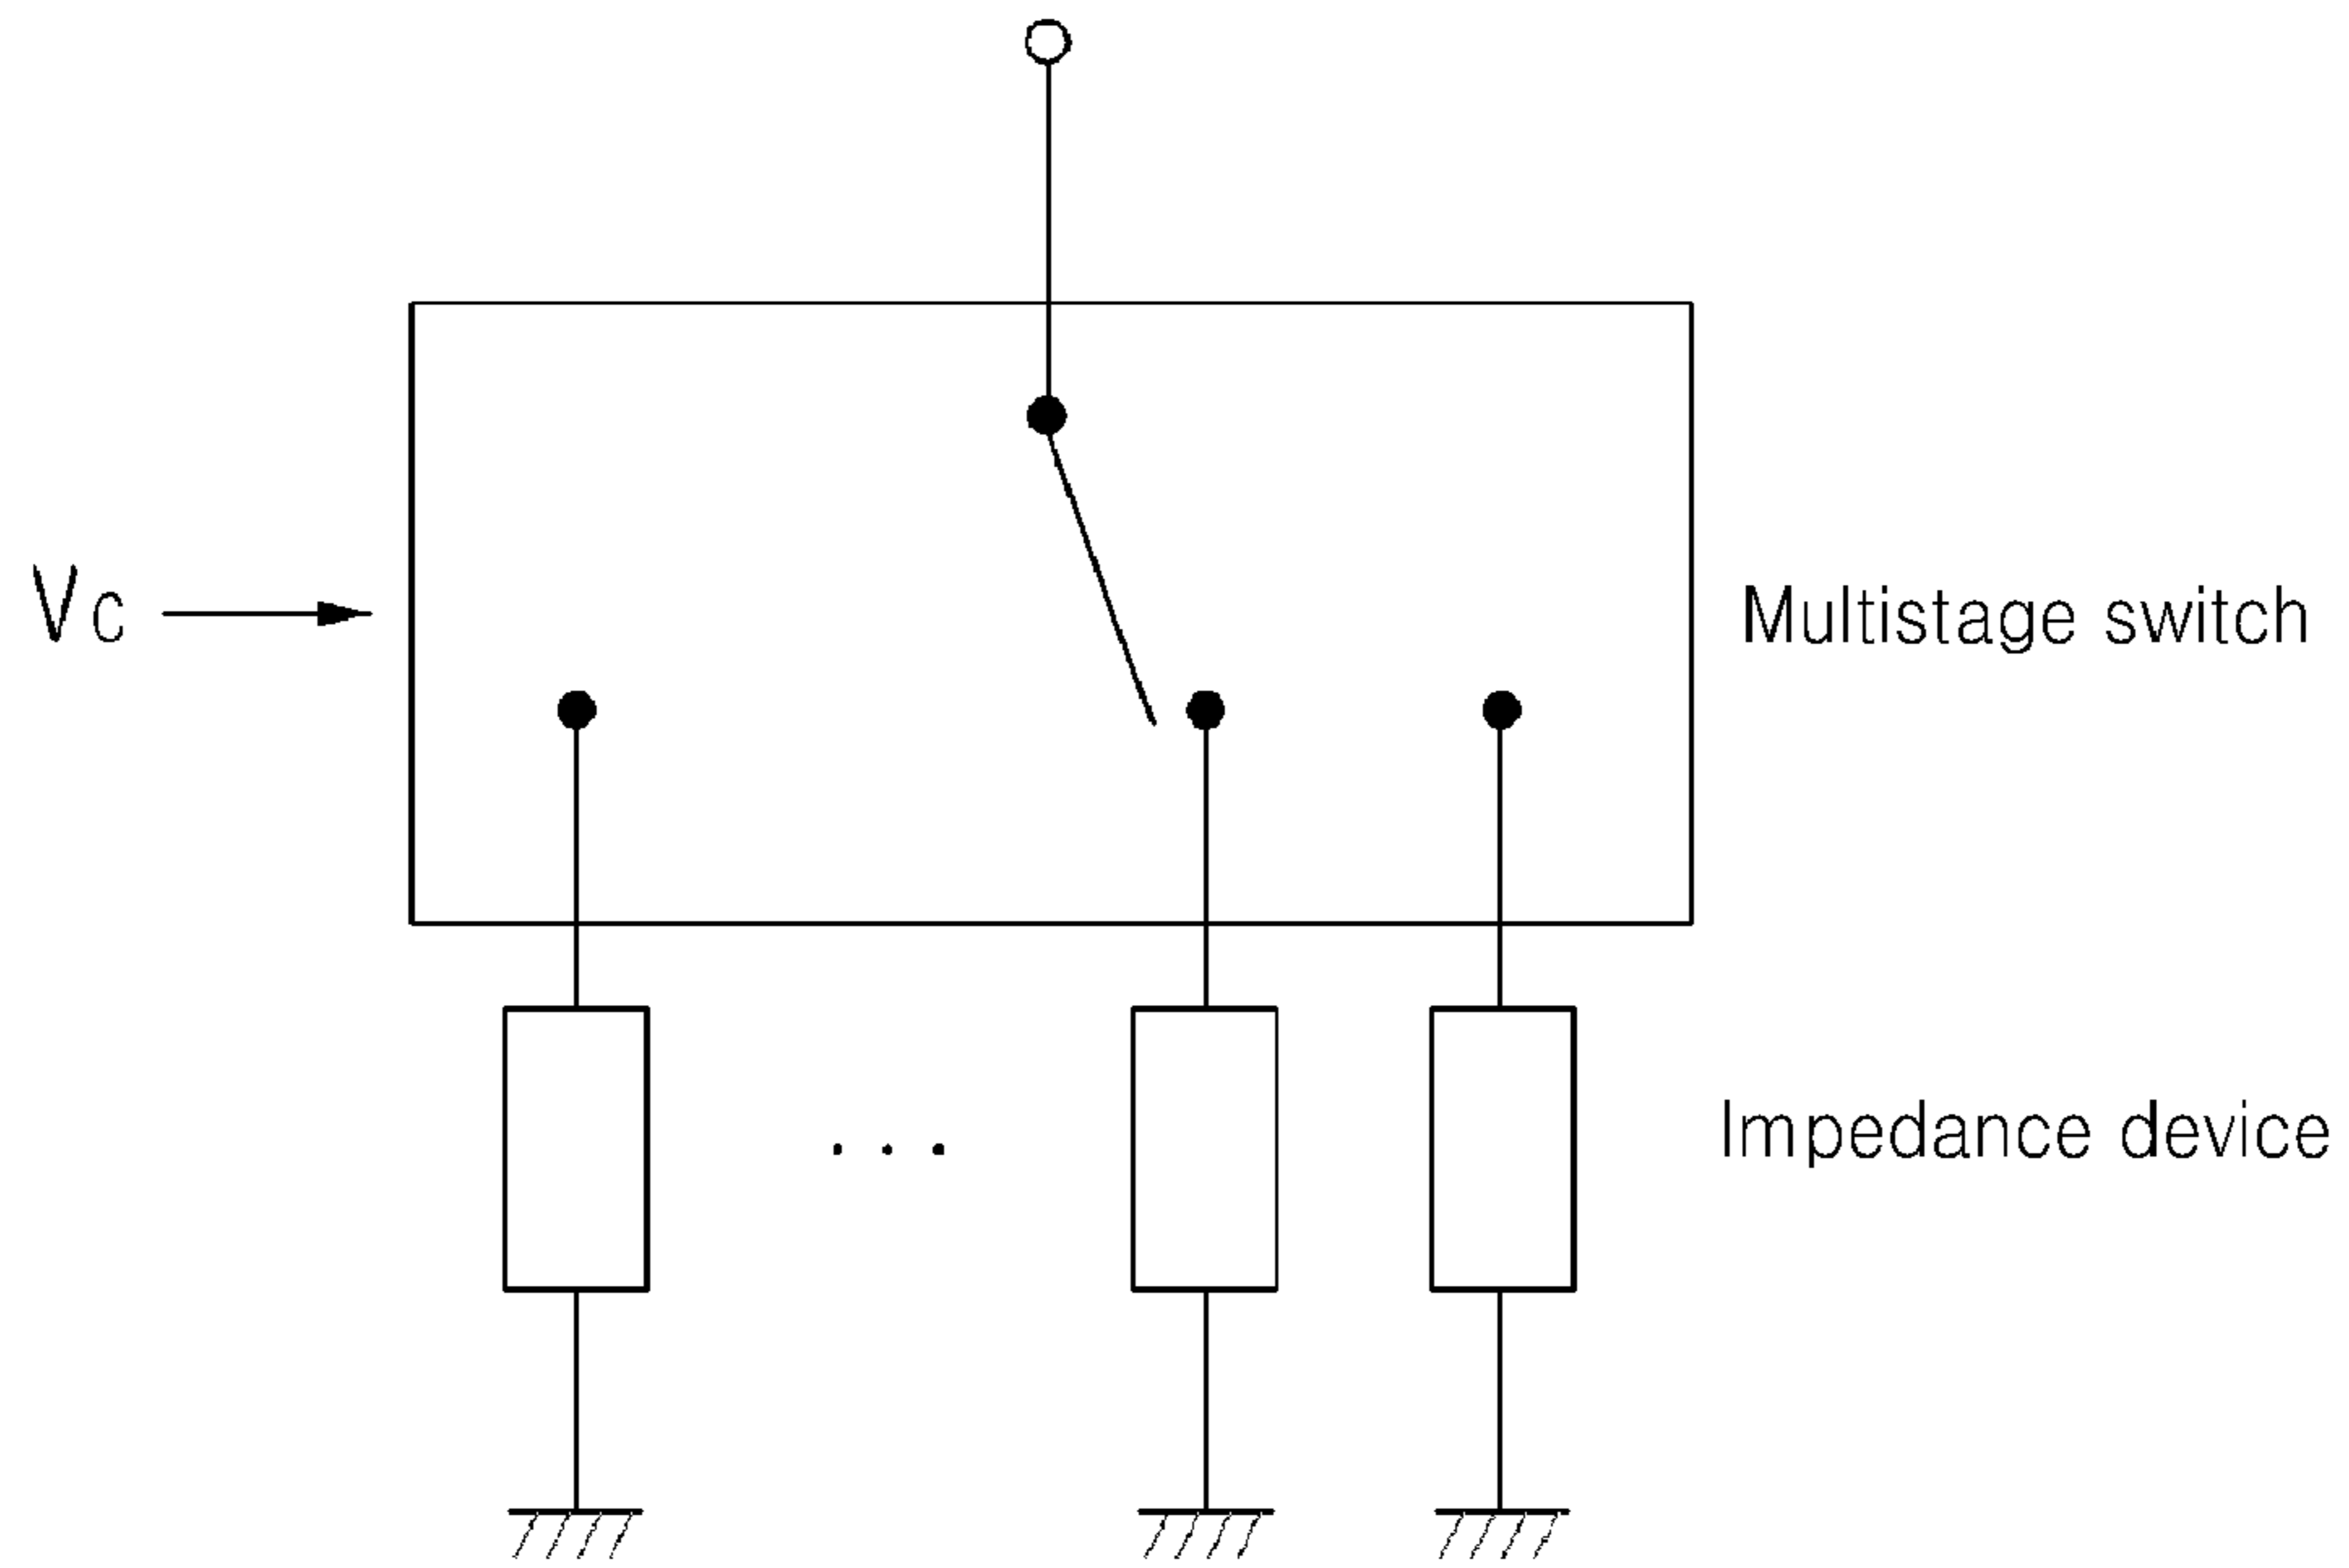 Vc
Multistage switch
Impedance device
. . .